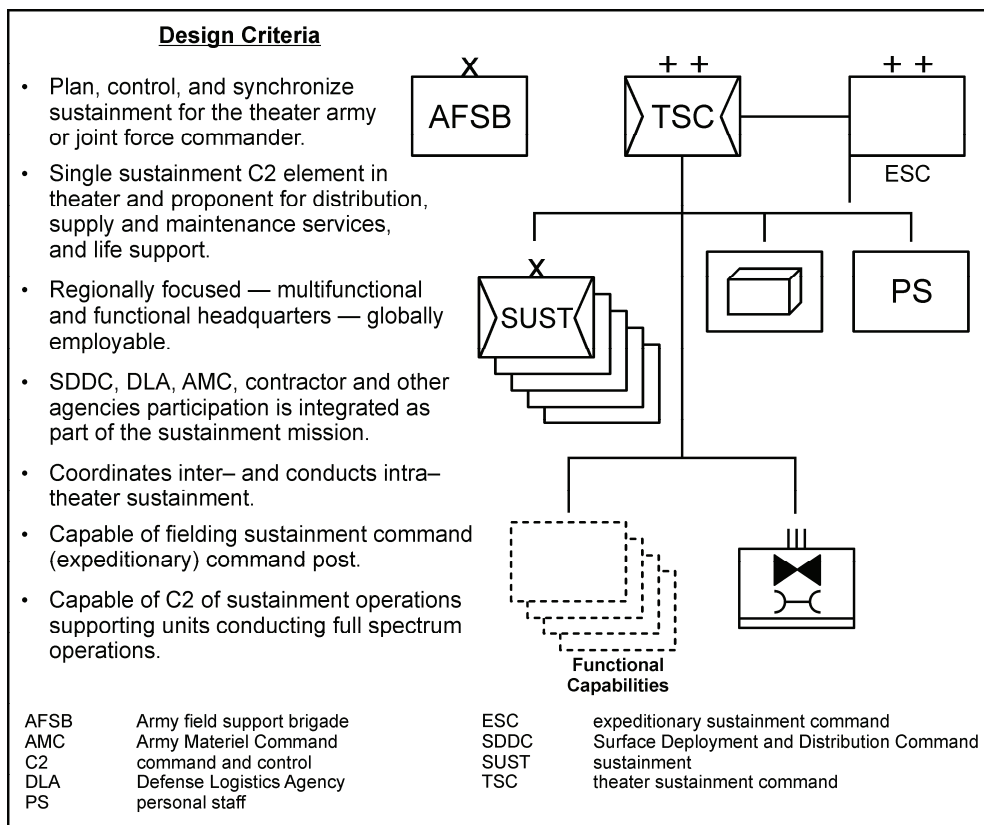 Design Criteria
• Plan, control, and synchronize
sustainment for the theater army
or joint force commander.
• Single sustainment C2 element in
theater and proponent for distribution,
supply and maintenance services,
and life support.
• Regionally focused — multifunctional
and functional headquarters — globally
employable.
• SDDC, DLA, AMC, contractor and other
agencies participation is integrated as
part of the sustainment mission.
• Coordinates inter– and conducts intra–
theater sustainment.
• Capable of fielding sustainment command
(expeditionary) command post.
• Capable of C2 of sustainment operations
supporting units conducting full spectrum
operations.
X
AFSB
+ +
TSC
+ +
ESC
X
SUST
PS
Functional
Capabilities
AFSB Army field support brigade
AMC Army Materiel Command
C2 command and control
DLA Defense Logistics Agency
PS personal staff
ESC expeditionary sustainment command
SDDC Surface Deployment and Distribution Command
SUST sustainment
TSC theater sustainment command